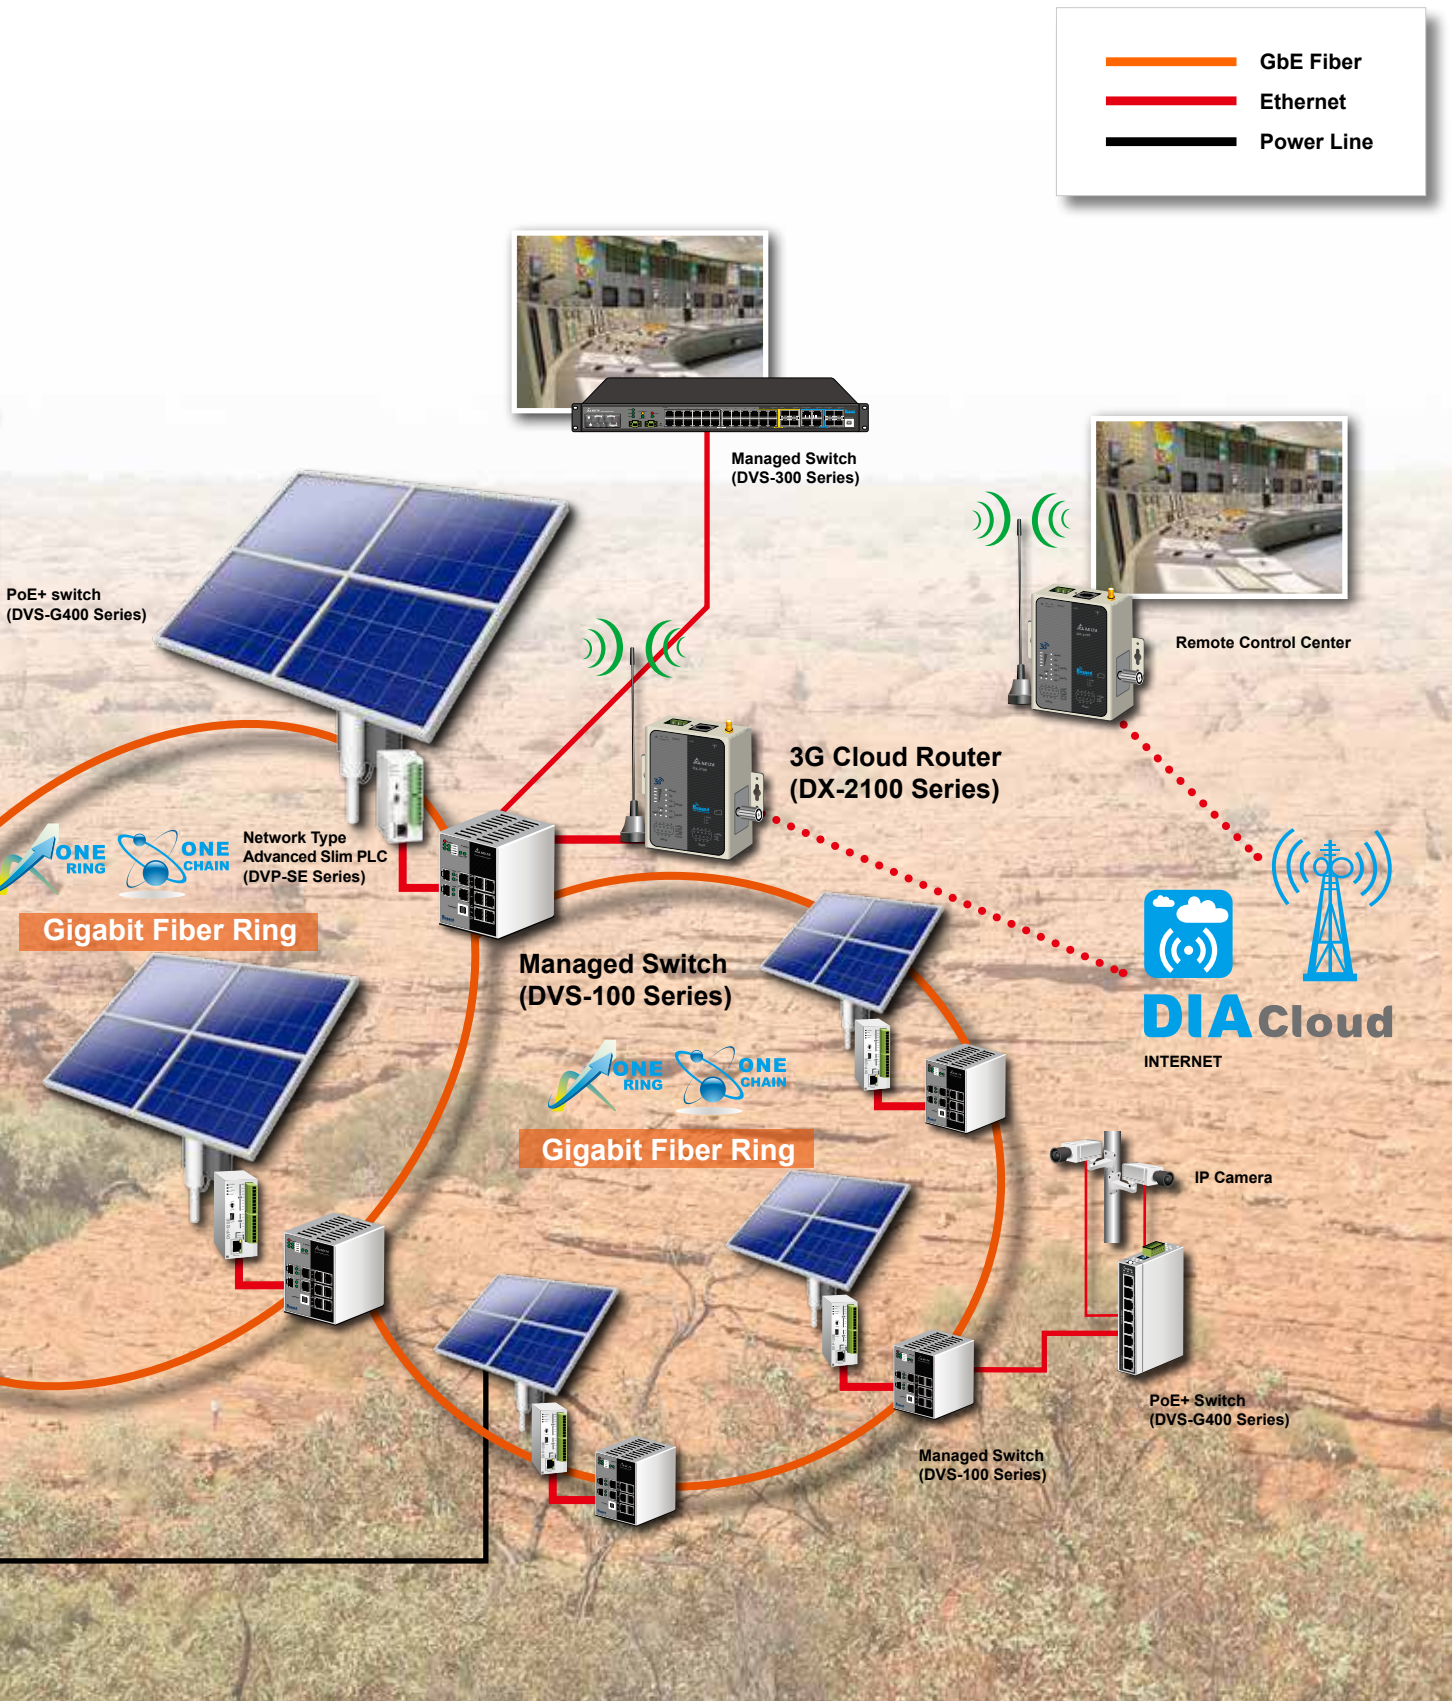 GbE Fiber
Ethernet
Power Line
Managed Switch
(DVS-300 Series)
PoE+ switch
(DVS-G400 Series)
Remote Control Center
3G Cloud Router
(DX-2100 Series)
ONE
RING
ONE
CHAIN
Network Type
Advanced Slim PLC
(DVP-SE Series)
Gigabit Fiber Ring
Managed Switch
(DVS-100 Series)
DIACloud
INTERNET
ONE
RING
ONE
CHAIN
Gigabit Fiber Ring
IP Camera
PoE+ Switch
(DVS-G400 Series)
Managed Switch
(DVS-100 Series)